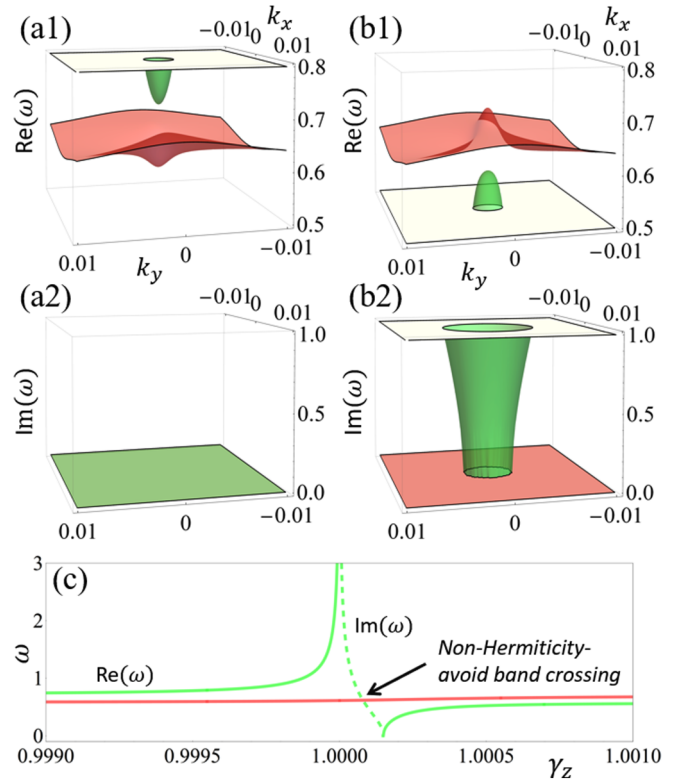 (a1)
−0.01
0
k_x
0.01
0.8
0.7
0.6
0.5
Re(ω)
0.01
k_y
0
−0.01
(b1)
−0.01
0
k_x
0.01
0.8
0.7
0.6
0.5
Re(ω)
0.01
k_y
0
−0.01
(a2)
−0.01
0
0.01
1.0
0.5
0.0
Im(ω)
0.01
0
−0.01
(b2)
−0.01
0
0.01
1.0
0.5
0.0
Im(ω)
0.01
0
−0.01
(c)
3
2
1
0
ω
Re(ω)
Im(ω)
Non-Hermiticity-
avoid band crossing
0.9990
0.9995
1.0000
1.0005
γ_z
1.0010